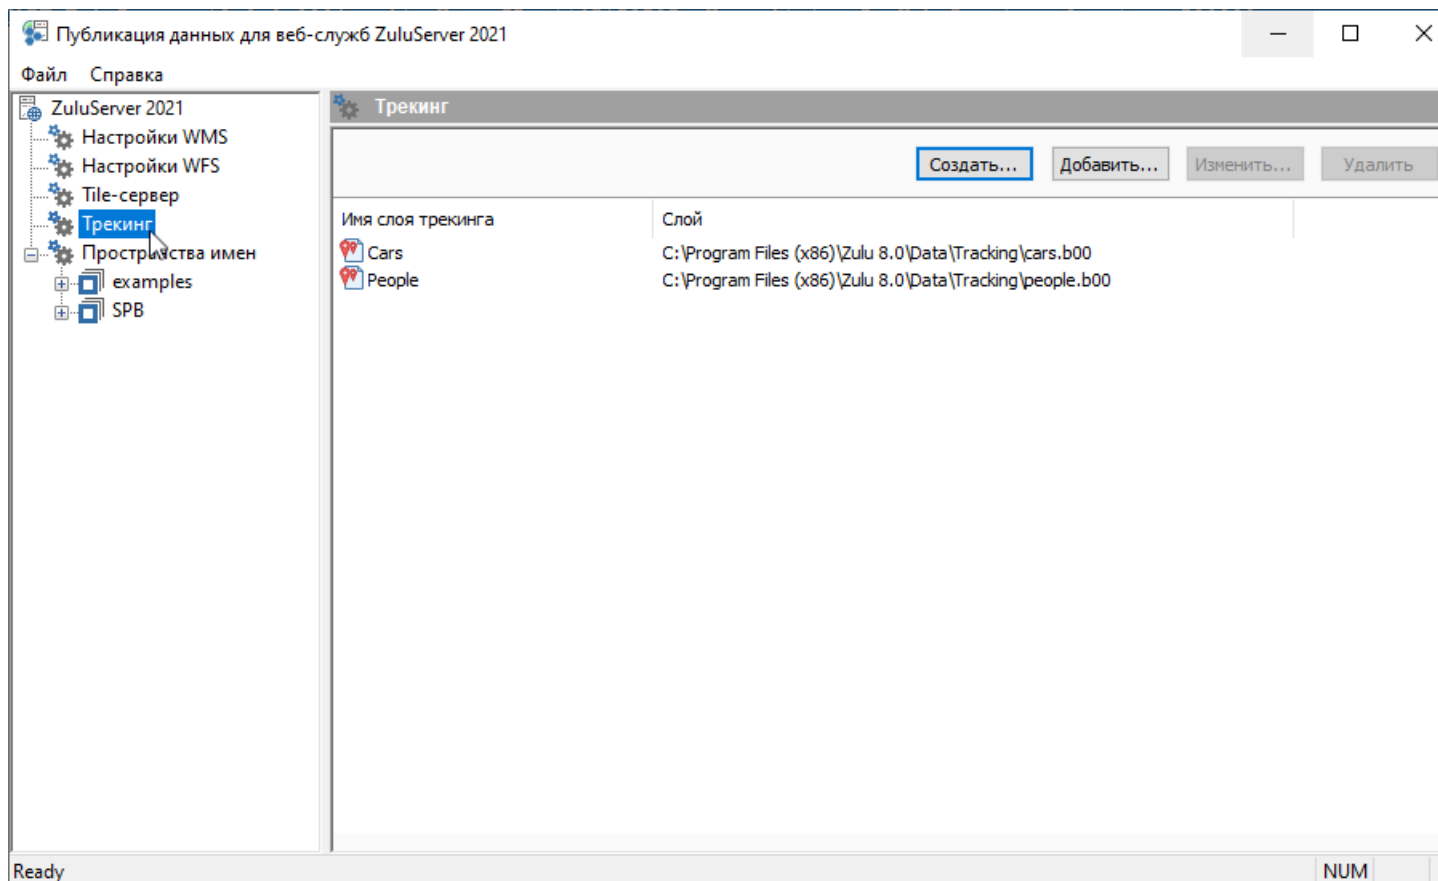 Публикация данных для веб-служб ZuluServer 2021
Файл Справка
ZuluServer 2021
Настройки WMS
Настройки WFS
Tile-сервер
Трекинг
Пространства имен
examples
SPB
Трекинг
Создать... Добавить... Изменить... Удалить
Имя слоя трекинга Слой
Cars C:\Program Files (x86)\Zulu 8.0\Data\Tracking\cars.b00
People C:\Program Files (x86)\Zulu 8.0\Data\Tracking\people.b00
Ready NUM